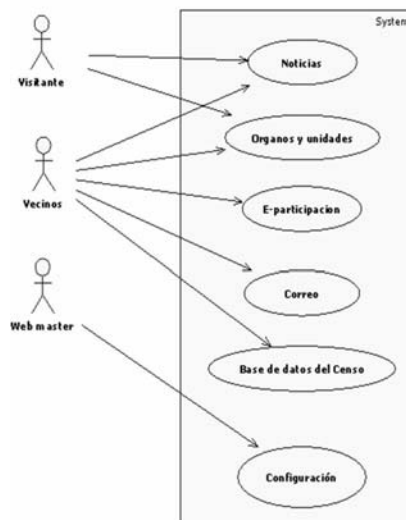 System
Noticias
Visitante
Organos y unidades
Vecinos
E-participacion
Correo
Web master
Base de datos del Censo
Configuración